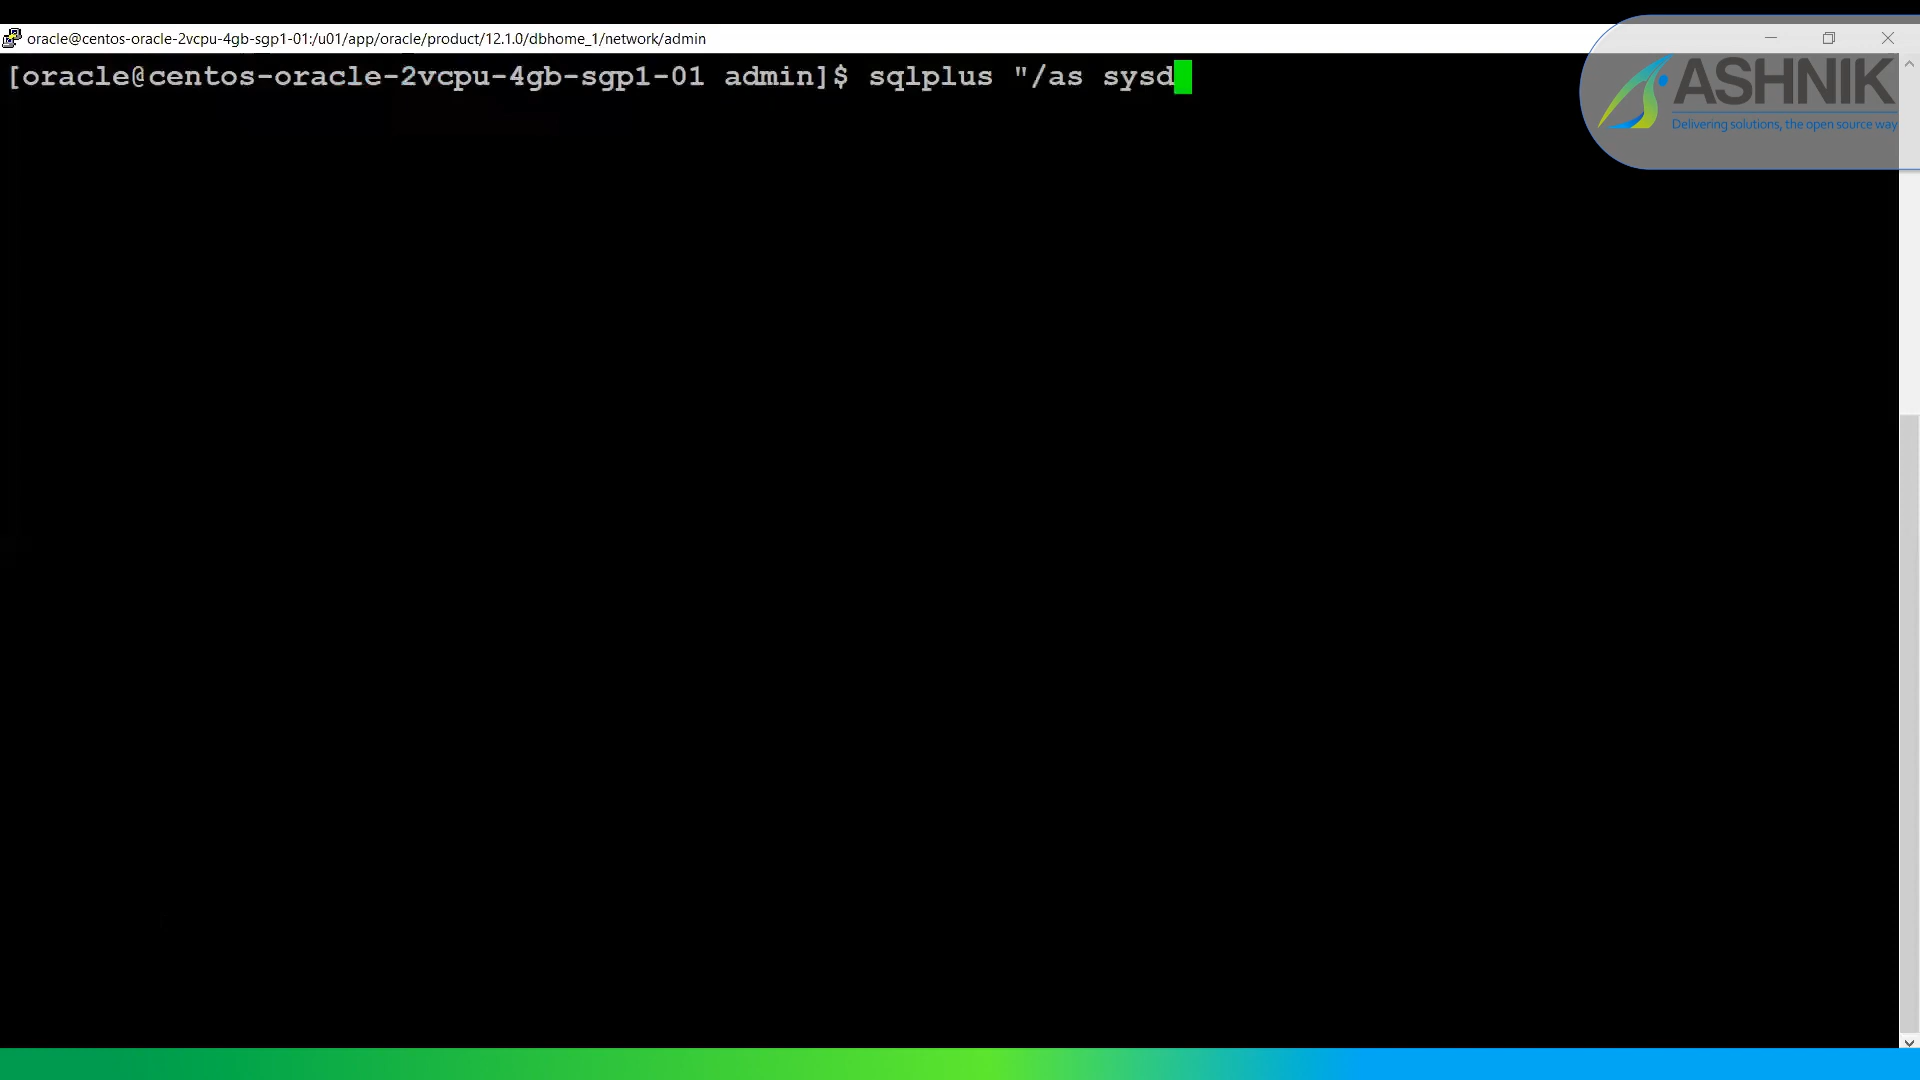 oracle@centos-oracle-2vcpu-4gb-sgp1-01:/u01/app/oracle/product/12.1.0/dbhome_1/network/admin
[oracle@centos-oracle-2vcpu-4gb-sgp1-01 admin]$ sqlplus "/as sysd
ASHNIK
Delivering solutions, the open source way